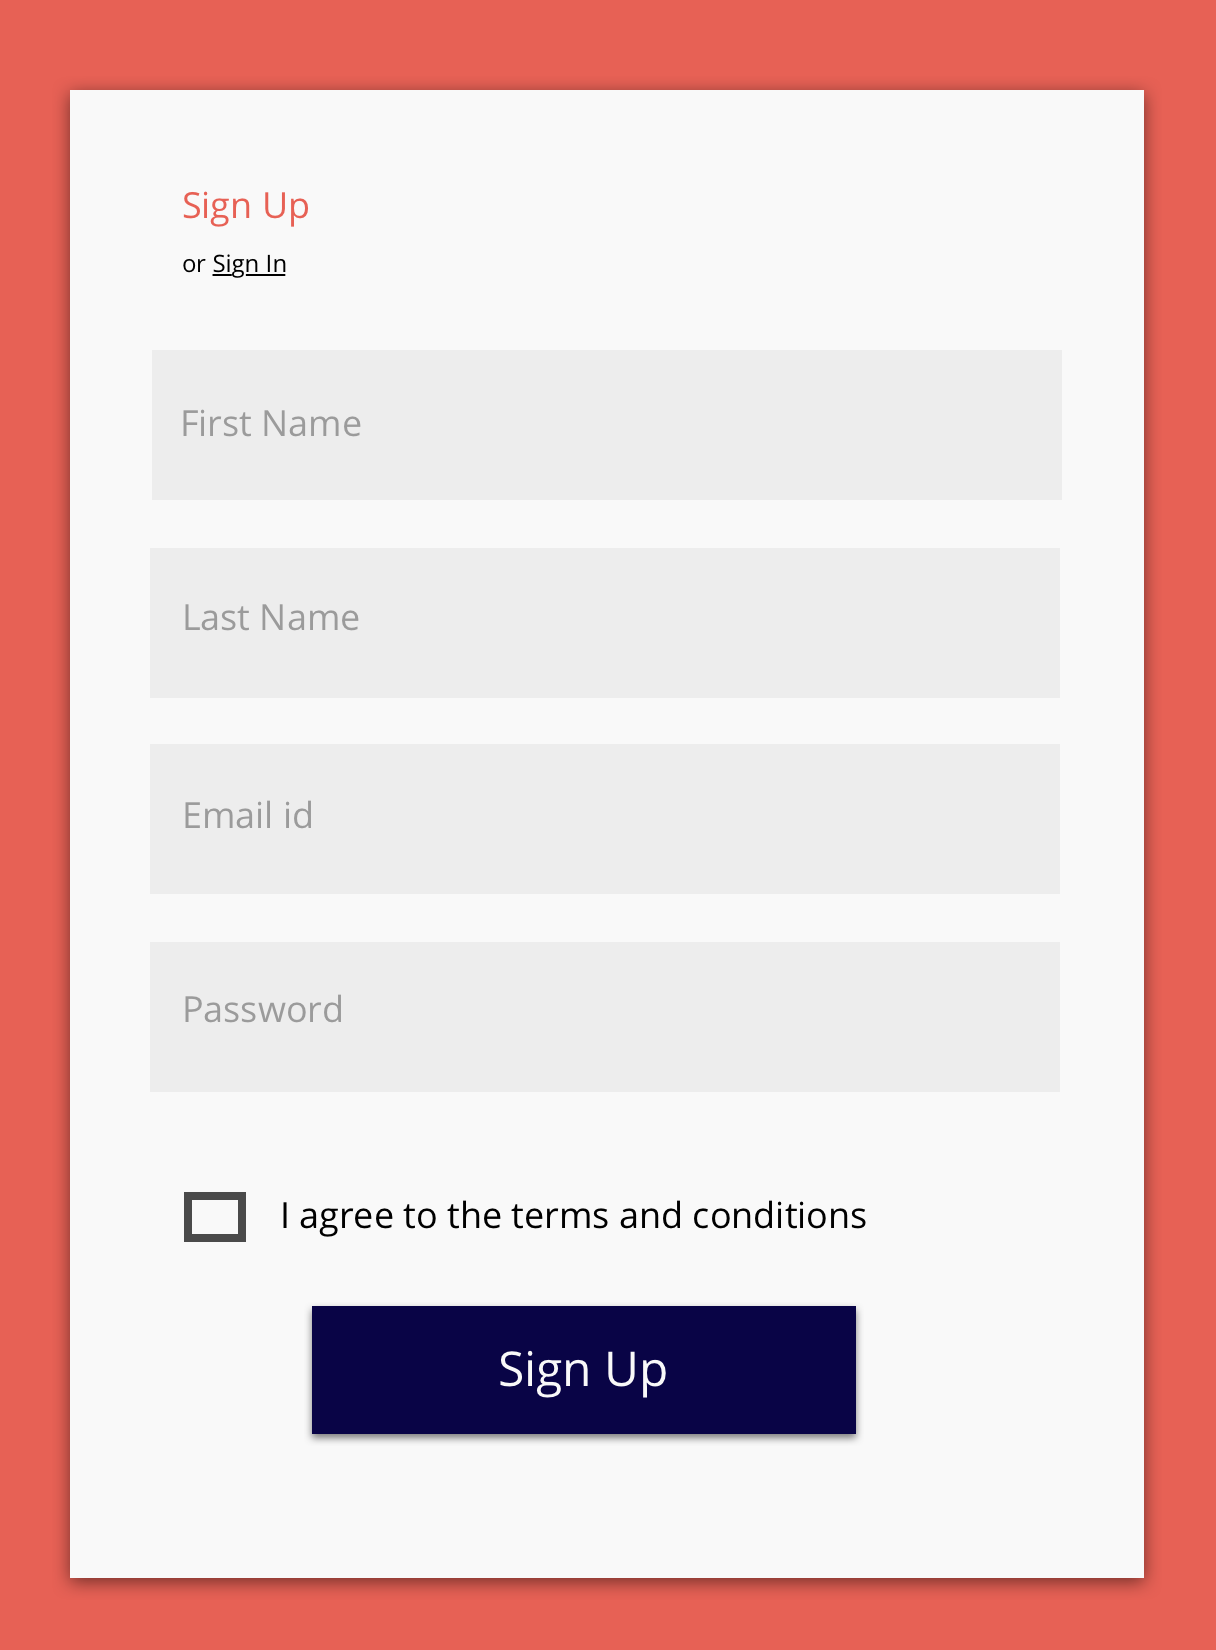 Sign Up
or Sign In
First Name
Last Name
Email id
Password
I agree to the terms and conditions
Sign Up